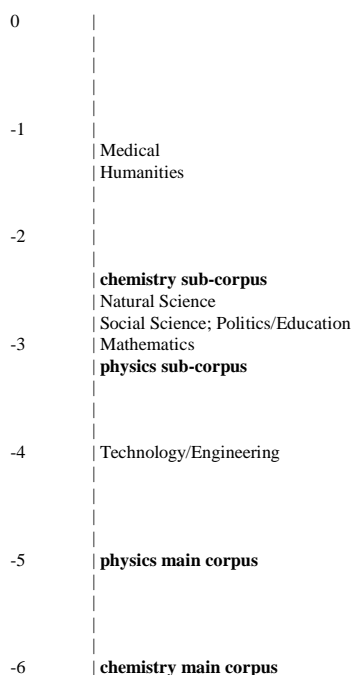 0
-1
Medical
Humanities
-2
chemistry sub-corpus
Natural Science
Social Science; Politics/Education
-3 Mathematics
physics sub-corpus
-4 Technology/Engineering
-5 physics main corpus
-6 chemistry main corpus